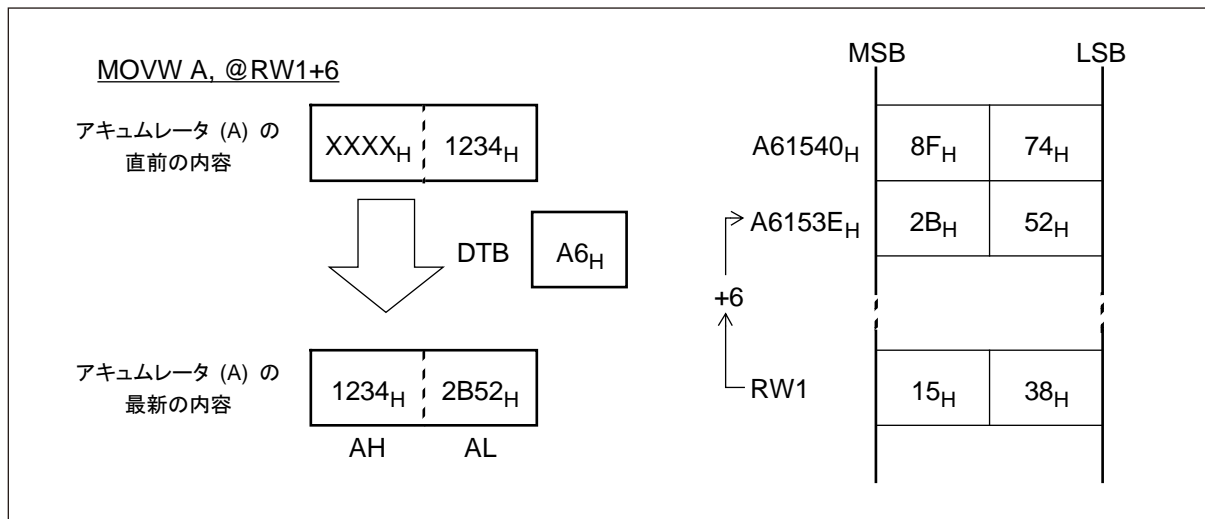 MOVW A, @RW1+6
アキュムレータ (A) の
直前の内容
XXXXH 1234H
DTB A6H
アキュムレータ (A) の
最新の内容
1234H 2B52H
AH AL
MSB LSB
A61540H 8FH 74H
A6153EH 2BH 52H
+6
RW1 15H 38H